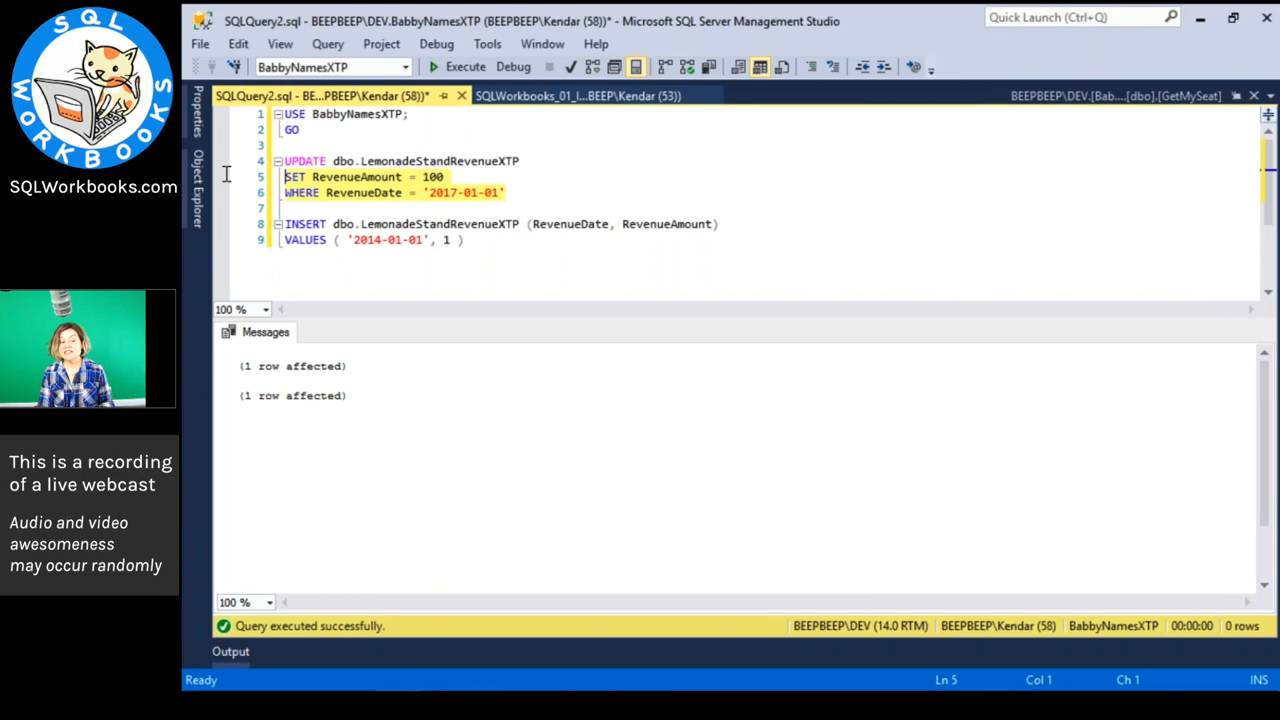 SQL
WORKBOOKS
SQLWorkbooks.com
This is a recording
of a live webcast
Audio and video
awesomeness
may occur randomly
SQLQuery2.sql - BEEPBEEP\DEV.BabbyNamesXTP (BEEPBEEP\Kendar (58))* - Microsoft SQL Server Management Studio
Quick Launch (Ctrl+Q)
File Edit View Query Project Debug Tools Window Help
BabbyNamesXTP Execute Debug
SQLQuery2.sql - BE...PBEEP\Kendar (58))* SQLWorkbooks_01_I...BEEP\Kendar (53)) BEEPBEEP\DEV.[Bab....[dbo].[GetMySeat]
Properties
Object Explorer
1 USE BabbyNamesXTP;
2 GO
3
4 UPDATE dbo.LemonadeStandRevenueXTP
5 SET RevenueAmount = 100
6 WHERE RevenueDate = '2017-01-01'
7
8 INSERT dbo.LemonadeStandRevenueXTP (RevenueDate, RevenueAmount)
9 VALUES ( '2014-01-01', 1 )
100 %
Messages
(1 row affected)
(1 row affected)
100 %
Query executed successfully. BEEPBEEP\DEV (14.0 RTM) BEEPBEEP\Kendar (58) BabbyNamesXTP 00:00:00 0 rows
Output
Ready Ln 5 Col 1 Ch 1 INS